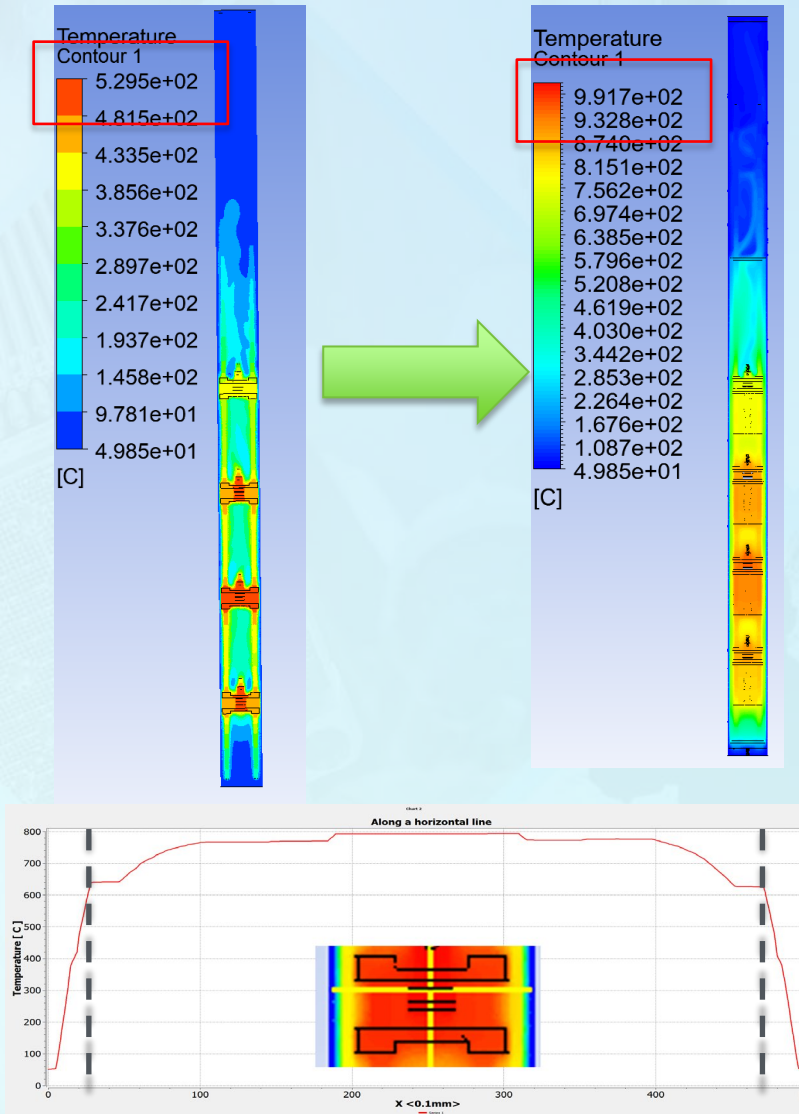 Temperature
Contour 1
5.295e+02
4.815e+02
4.335e+02
3.856e+02
3.376e+02
2.897e+02
2.417e+02
1.937e+02
1.458e+02
9.781e+01
4.985e+01
[C]
Temperature
Contour 1
9.917e+02
9.328e+02
8.740e+02
8.151e+02
7.562e+02
6.974e+02
6.385e+02
5.796e+02
5.208e+02
4.619e+02
4.030e+02
3.442e+02
2.853e+02
2.264e+02
1.676e+02
1.087e+02
4.985e+01
[C]
Along a horizontal line
Temperature [ C ]
800
700
600
500
400
300
200
100
0
0
100
200
300
400
X <0.1mm>